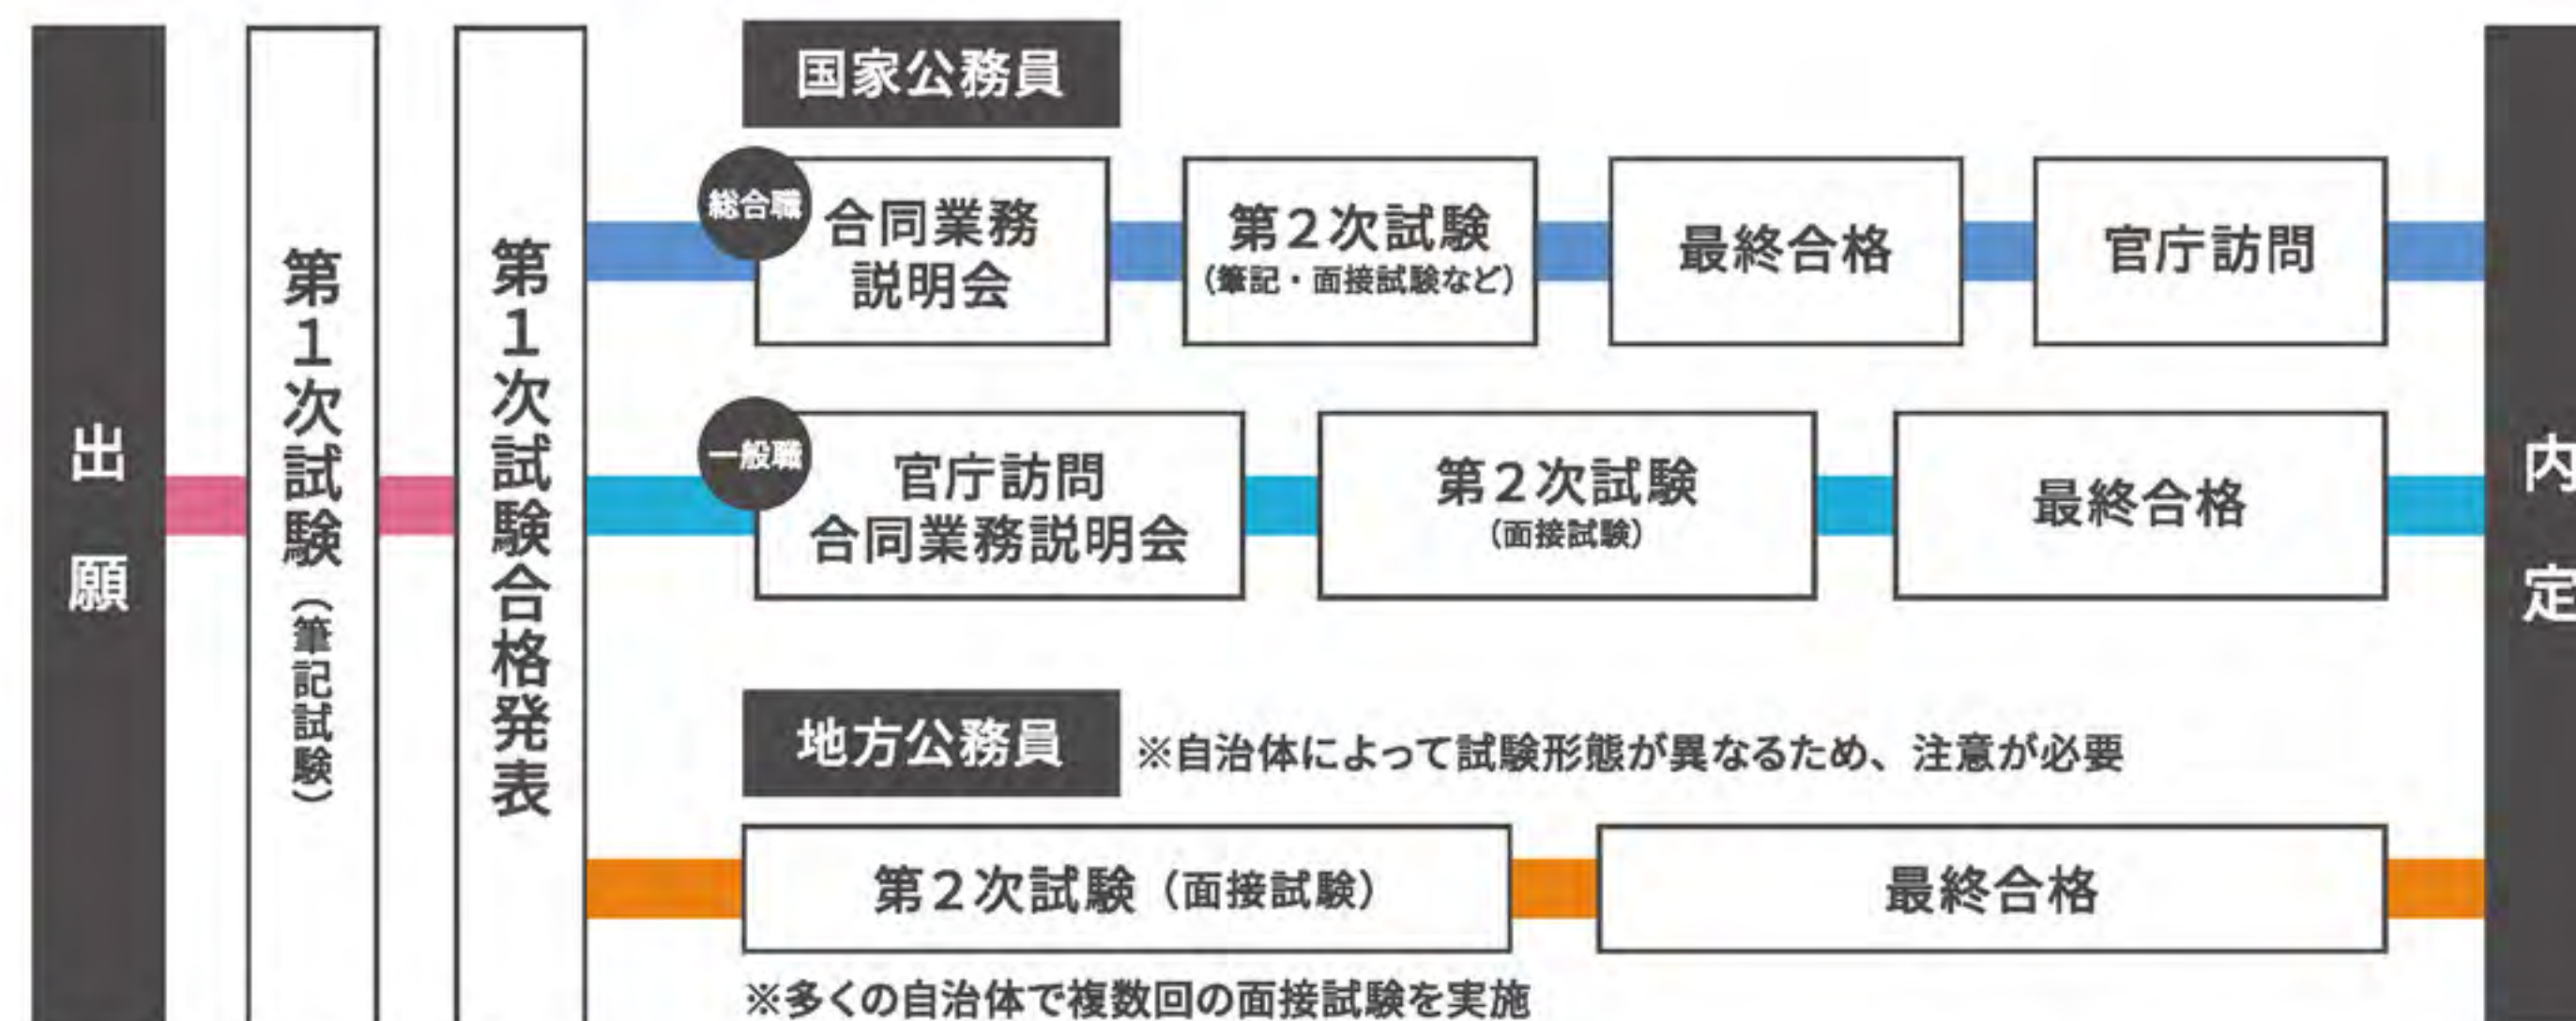 出願
第1次試験（筆記試験）
第1次試験合格発表
国家公務員
総合職
合同業務
説明会
第2次試験
（筆記・面接試験など）
最終合格
官庁訪問
一般職
官庁訪問
合同業務説明会
第2次試験
（面接試験）
最終合格
地方公務員
※自治体によって試験形態が異なるため、注意が必要
第2次試験（面接試験）
最終合格
※多くの自治体で複数回の面接試験を実施
内定